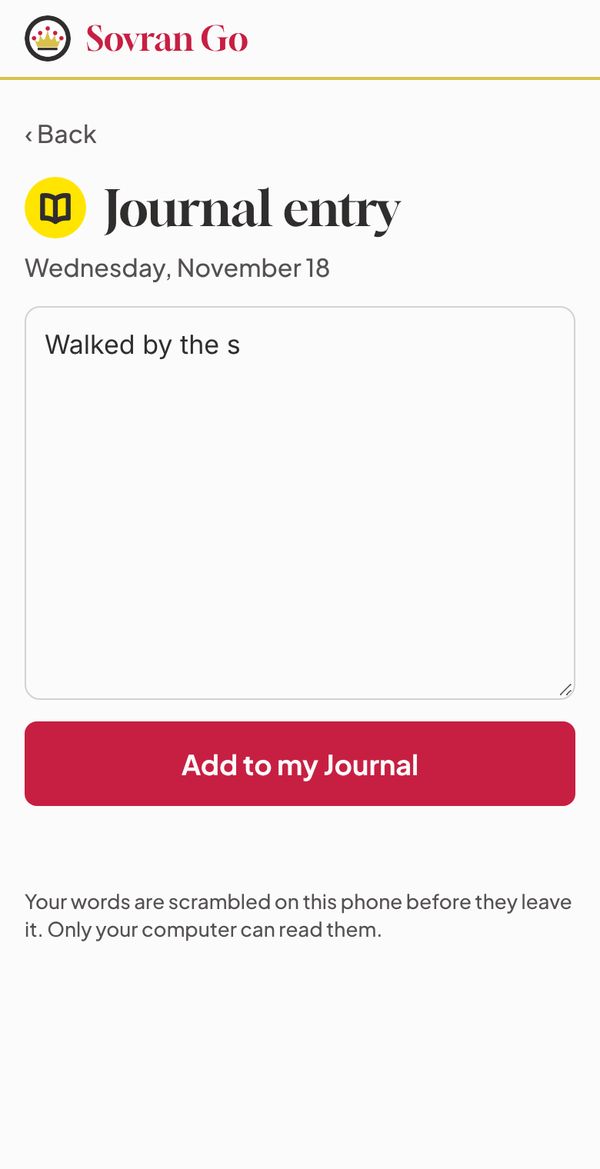 Sovran Go
‹ Back
Journal entry
Wednesday, November 18
Walked by the s
Add to my Journal
Your words are scrambled on this phone before they leave
it. Only your computer can read them.